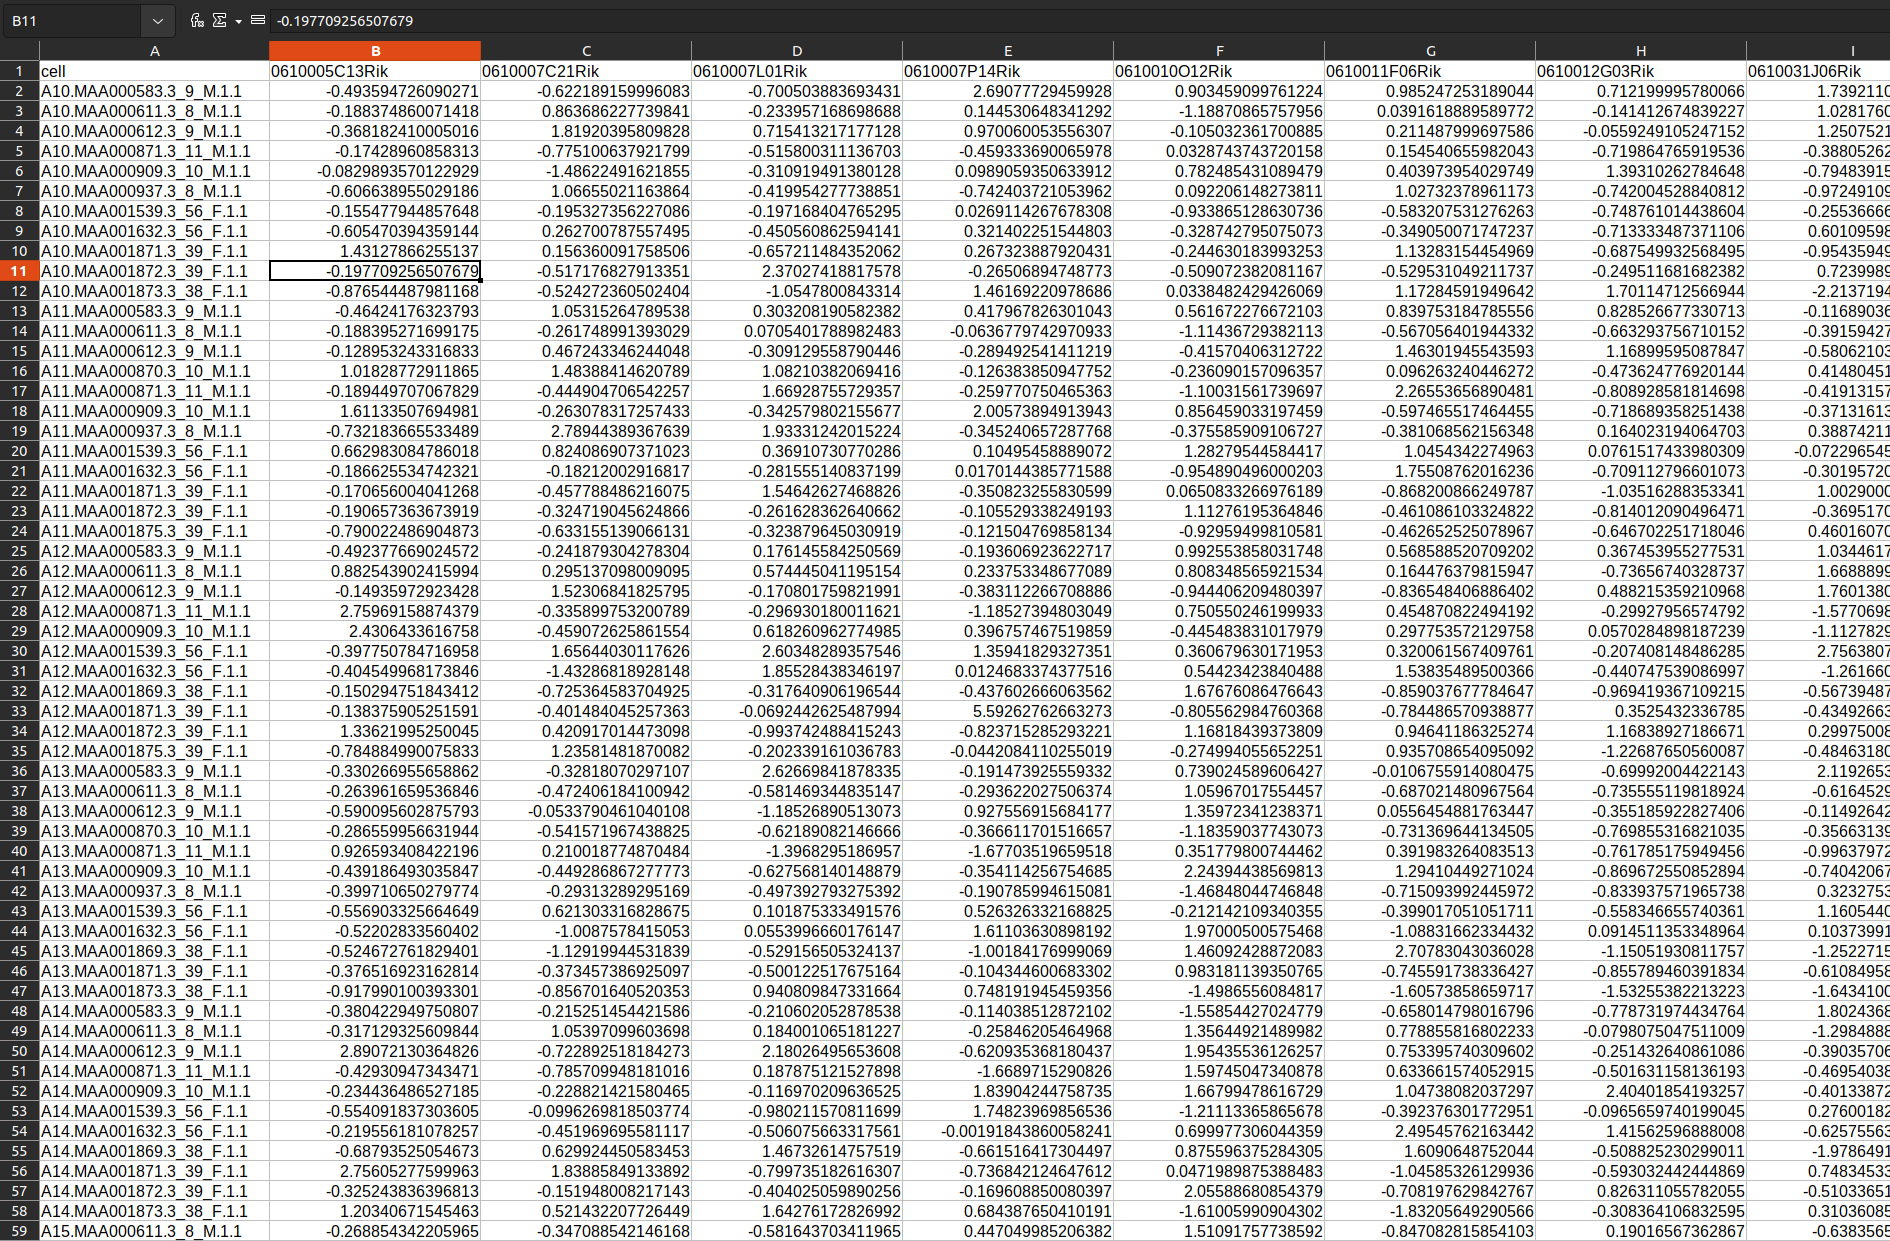 B11 -0.197709256507679
A B C D E F G H I
1 cell 0610005C13Rik 0610007C21Rik 0610007L01Rik 0610007P14Rik 0610010O12Rik 0610011F06Rik 0610012G03Rik 0610031J06Rik
2 A10.MAA000583.3_9_M.1.1 -0.493594726090271 -0.622189159996083 -0.700503883693431 2.69077729459928 0.903459099761224 0.985247253189044 0.712199995780066 1.7392110
3 A10.MAA000611.3_8_M.1.1 -0.188374860071418 0.863686227739841 -0.233957168698688 0.144530648341292 -1.18870865757956 0.0391618889589772 -0.141412674839227 1.0281760
4 A10.MAA000612.3_9_M.1.1 -0.368182410005016 1.81920395809828 0.715413217177128 0.970060053556307 -0.105032361700885 0.211487999697586 -0.0559249105247152 1.2507521
5 A10.MAA000871.3_11_M.1.1 -0.17428960858313 -0.775100637921799 -0.515800311136703 -0.459333690065978 0.0328743743720158 0.154540655982043 -0.719864765919536 -0.38805262
6 A10.MAA000909.3_10_M.1.1 -0.0829893570122929 -1.48622491621855 -0.310919491380128 0.0989059350633912 0.782485431089479 0.403973954029749 1.39310262784648 -0.79483915
7 A10.MAA000937.3_8_M.1.1 -0.606638955029186 1.06655021163864 -0.419954277738851 -0.742403721053962 0.092206148273811 1.02732378961173 -0.742004528840812 -0.97249109
8 A10.MAA001539.3_56_F.1.1 -0.155477944857648 -0.195327356227086 -0.197168404765295 0.0269114267678308 -0.933865128630736 -0.583207531276263 -0.748761014438604 -0.25536666
9 A10.MAA001632.3_56_F.1.1 -0.605470394359144 0.262700787557495 -0.450560862594141 0.321402251544803 -0.328742795075073 -0.349050071747237 -0.713333487371106 0.60109598
10 A10.MAA001871.3_39_F.1.1 1.43127866255137 0.156360091758506 -0.657211484352062 0.267323887920431 -0.244630183993253 1.13283154454969 -0.687549932568495 -0.95435949
11 A10.MAA001872.3_39_F.1.1 -0.197709256507679 -0.517176827913351 2.37027418817578 -0.26506894748773 -0.509072382081167 -0.529531049211737 -0.249511681682382 0.7239989
12 A10.MAA001873.3_38_F.1.1 -0.876544487981168 -0.524272360502404 -1.0547800843314 1.46169220978686 0.0338482429426069 1.17284591949642 1.70114712566944 -2.2137194
13 A11.MAA000583.3_9_M.1.1 -0.46424176323793 1.05315264789538 0.303208190582382 0.417967826301043 0.561672276672103 0.839753184785556 0.828526677330713 -0.11689036
14 A11.MAA000611.3_8_M.1.1 -0.188395271699175 -0.261748991393029 0.0705401788982483 -0.0636779742970933 -1.11436729382113 -0.567056401944332 -0.663293756710152 -0.39159427
15 A11.MAA000612.3_9_M.1.1 -0.128953243316833 0.467243346244048 -0.309129558790446 -0.289492541411219 -0.41570406312722 1.46301945543593 1.16899595087847 -0.58062103
16 A11.MAA000870.3_10_M.1.1 1.01828772911865 1.48388414620789 1.08210382069416 -0.126383850947752 -0.236090157096357 0.096263240446272 -0.473624776920144 0.41480451
17 A11.MAA000871.3_11_M.1.1 -0.189449707067829 -0.444904706542257 1.66928755729357 -0.259770750465363 -1.10031561739697 2.26553656890481 -0.808928581814698 -0.41913157
18 A11.MAA000909.3_10_M.1.1 1.61133507694981 -0.263078317257433 -0.342579802155677 2.00573894913943 0.856459033197459 -0.597465517464455 -0.718689358251438 -0.37131613
19 A11.MAA000937.3_8_M.1.1 -0.732183665533489 2.78944389367639 1.93331242015224 -0.345240657287768 -0.375585909106727 -0.381068562156348 0.164023194064703 0.38874211
20 A11.MAA001539.3_56_F.1.1 0.662983084786018 0.824086907371023 0.36910730770286 0.10495458889072 1.28279544584417 1.0454342274963 0.0761517433980309 -0.072296545
21 A11.MAA001632.3_56_F.1.1 -0.186625534742321 -0.18212002916817 -0.281555140837199 0.0170144385771588 -0.954890496000203 1.75508762016236 -0.709112796601073 -0.30195720
22 A11.MAA001871.3_39_F.1.1 -0.170656004041268 -0.457788486216075 1.54642627468826 -0.350823255830599 0.0650833266976189 -0.868200866249787 -1.03516288353341 1.0029000
23 A11.MAA001872.3_39_F.1.1 -0.190657363673919 -0.324719045624866 -0.261628362640662 -0.105529338249193 1.11276195364846 -0.461086103324822 -0.814012090496471 -0.3695170
24 A11.MAA001875.3_39_F.1.1 -0.790022486904873 -0.633155139066131 -0.323879645030919 -0.121504769858134 -0.92959499810581 -0.462652525078967 -0.646702251718046 0.46016070
25 A12.MAA000583.3_9_M.1.1 -0.492377669024572 -0.241879304278304 0.176145584250569 -0.193606923622717 0.992553858031748 0.568588520709202 0.367453955277531 1.0344617
26 A12.MAA000611.3_8_M.1.1 0.882543902415994 0.295137098009095 0.574445041195154 0.233753348677089 0.808348565921534 0.164476379815947 -0.73656740328737 1.6688899
27 A12.MAA000612.3_9_M.1.1 -0.14935972923428 1.52306841825795 -0.170801759821991 -0.383112266708886 -0.944406209480397 -0.836548406886402 0.488215359210968 1.7601380
28 A12.MAA000871.3_11_M.1.1 2.75969158874379 -0.335899753200789 -0.296930180011621 -1.18527394803049 0.750550246199933 0.454870822494192 -0.29927956574792 -1.5770698
29 A12.MAA000909.3_10_M.1.1 2.4306433616758 -0.459072625861554 0.618260962774985 0.396757467519859 -0.445483831017979 0.297753572129758 0.0570284898187239 -1.1127829
30 A12.MAA001539.3_56_F.1.1 -0.397750784716958 1.65644030117626 2.60348289357546 1.35941829327351 0.360679630171953 0.320061567409761 -0.207408148486285 2.7563807
31 A12.MAA001632.3_56_F.1.1 -0.404549968173846 -1.43286818928148 1.85528438346197 0.0124683374377516 0.54423423840488 1.53835489500366 -0.440747539086997 -1.261660
32 A12.MAA001869.3_38_F.1.1 -0.150294751843412 -0.725364583704925 -0.317640906196544 -0.437602666063562 1.67676086476643 -0.859037677784647 -0.969419367109215 -0.56739487
33 A12.MAA001871.3_39_F.1.1 -0.138375905251591 -0.401484045257363 -0.0692442625487994 5.59262762663273 -0.805562984760368 -0.784486570938877 0.3525432336785 -0.43492663
34 A12.MAA001872.3_39_F.1.1 1.33621995250045 0.420917014473098 -0.993742488415243 -0.823715285293221 1.16818439373809 0.94641186325274 1.16838927186671 0.29975008
35 A12.MAA001875.3_39_F.1.1 -0.784884990075833 1.23581481870082 -0.202339161036783 -0.0442084110255019 -0.274994055652251 0.935708654095092 -1.22687650560087 -0.48463180
36 A13.MAA000583.3_9_M.1.1 -0.330266955658862 -0.32818070297107 2.62669841878335 -0.191473925559332 0.739024589606427 -0.0106755914080475 -0.69992004422143 2.1192653
37 A13.MAA000611.3_8_M.1.1 -0.263961659536846 -0.472406184100942 -0.581469344835147 -0.293622027506374 1.05967017554457 -0.687021480967564 -0.735555119818924 -0.6164529
38 A13.MAA000612.3_9_M.1.1 -0.590095602875793 -0.0533790461040108 -1.18526890513073 0.927556915684177 1.35972341238371 0.0556454881763447 -0.355185922827406 -0.11492642
39 A13.MAA000870.3_10_M.1.1 -0.286559956631944 -0.541571967438825 -0.62189082146666 -0.366611701516657 -1.18359037743073 -0.731369644134505 -0.769855316821035 -0.35663139
40 A13.MAA000871.3_11_M.1.1 0.926593408422196 0.210018774870484 -1.3968295186957 -1.67703519659518 0.351779800744462 0.391983264083513 -0.761785175949456 -0.99637972
41 A13.MAA000909.3_10_M.1.1 -0.439186493035847 -0.449286867277773 -0.627568140148879 -0.354114256754685 2.24394438569813 1.29410449271024 -0.869672550852894 -0.74042067
42 A13.MAA000937.3_8_M.1.1 -0.399710650279774 -0.29313289295169 -0.497392793275392 -0.190785994615081 -1.46848044746848 -0.715093992445972 -0.833937571965738 0.3232753
43 A13.MAA001539.3_56_F.1.1 -0.556903325664649 0.621303316828675 0.101875333491576 0.526326332168825 -0.212142109340355 -0.399017051051711 -0.558346655740361 1.1605440
44 A13.MAA001632.3_56_F.1.1 -0.52202833560402 -1.0087578415053 0.0553996660176147 1.61103630898192 1.97000500575468 -1.08831662334432 0.0914511353348964 0.10373991
45 A13.MAA001869.3_38_F.1.1 -0.524672761829401 -1.12919944531839 -0.529156505324137 -1.00184176999069 1.46092428872083 2.70783043036028 -1.15051930811757 -1.2522715
46 A13.MAA001871.3_39_F.1.1 -0.376516923162814 -0.373457386925097 -0.500122517675164 -0.104344600683302 0.983181139350765 -0.745591738336427 -0.855789460391834 -0.61084958
47 A13.MAA001873.3_38_F.1.1 -0.917990100393301 -0.856701640520353 0.940809847331664 0.748191945459356 -1.4986556084817 -1.60573858659717 -1.53255382213223 -1.6434100
48 A14.MAA000583.3_9_M.1.1 -0.380422949750807 -0.215251454421586 -0.210602052878538 -0.114038512872102 -1.55854427024779 -0.658014798016796 -0.778731974434764 1.8024368
49 A14.MAA000611.3_8_M.1.1 -0.317129325609844 1.05397099603698 0.184001065181227 -0.25846205464968 1.35644921489982 0.778855816802233 -0.0798075047511009 -1.2984888
50 A14.MAA000612.3_9_M.1.1 2.89072130364826 -0.722892518184273 2.18026495653608 -0.620935368180437 1.95435536126257 0.753395740309602 -0.251432640861086 -0.39035706
51 A14.MAA000871.3_11_M.1.1 -0.42930947343471 -0.785709948181016 0.187875121527898 -1.6689715290826 1.59745047340878 0.633661574052915 -0.501631158136193 -0.46954038
52 A14.MAA000909.3_10_M.1.1 -0.234436486527185 -0.228821421580465 -0.116970209636525 1.83904244758735 1.66799478616729 1.04738082037297 2.40401854193257 -0.40133872
53 A14.MAA001539.3_56_F.1.1 -0.554091837303605 -0.0996269818503774 -0.980211570811699 1.74823969856536 -1.21113365865678 -0.392376301772951 -0.0965659740199045 0.27600182
54 A14.MAA001632.3_56_F.1.1 -0.219556181078257 -0.451969695581117 -0.506075663317561 -0.00191843860058241 0.699977306044359 2.49545762163442 1.41562596888008 -0.62575563
55 A14.MAA001869.3_38_F.1.1 -0.68793525054673 0.629924450583453 1.46732614757519 -0.661516417304497 0.875596375284305 1.6090648752044 -0.508825230299011 -1.9786491
56 A14.MAA001871.3_39_F.1.1 2.75605277599963 1.83885849133892 -0.799735182616307 -0.736842124647612 0.0471989875388483 -1.04585326129936 -0.593032442444869 0.74834533
57 A14.MAA001872.3_39_F.1.1 -0.325243836396813 -0.151948008217143 -0.404025059890256 -0.169608850080397 2.05588680854379 -0.708197629842767 0.826311055782055 -0.51033651
58 A14.MAA001873.3_38_F.1.1 1.20340671545463 0.521432207726449 1.64276172826992 0.684387650410191 -1.61005990904302 -1.83205649290566 -0.308364106832595 0.31036085
59 A15.MAA000611.3_8_M.1.1 -0.268854342205965 -0.347088542146168 -0.581643703411965 0.447049985206382 1.51091757738592 -0.847082815854103 0.19016567362867 -0.6383565